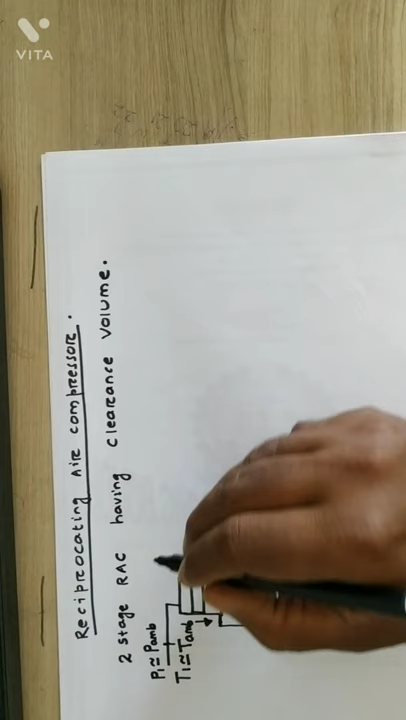 VITA
Reciprocating Air compressor.
2 stage RAC having clearance volume.
P1≃Pamb
T1≃Tamb